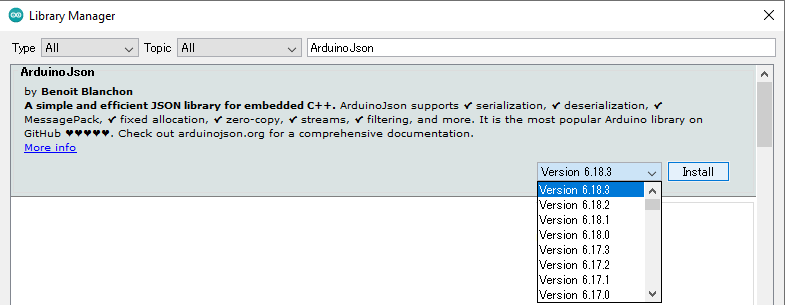 Library Manager
Type All Topic All ArduinoJson
ArduinoJson
by Benoit Blanchon
A simple and efficient JSON library for embedded C++. ArduinoJson supports ✔ serialization, ✔ deserialization, ✔
MessagePack, ✔ fixed allocation, ✔ zero-copy, ✔ streams, ✔ filtering, and more. It is the most popular Arduino library on
GitHub ♥♥♥♥♥. Check out arduinojson.org for a comprehensive documentation.
More info
Version 6.18.3 Install
Version 6.18.3
Version 6.18.2
Version 6.18.1
Version 6.18.0
Version 6.17.3
Version 6.17.2
Version 6.17.1
Version 6.17.0